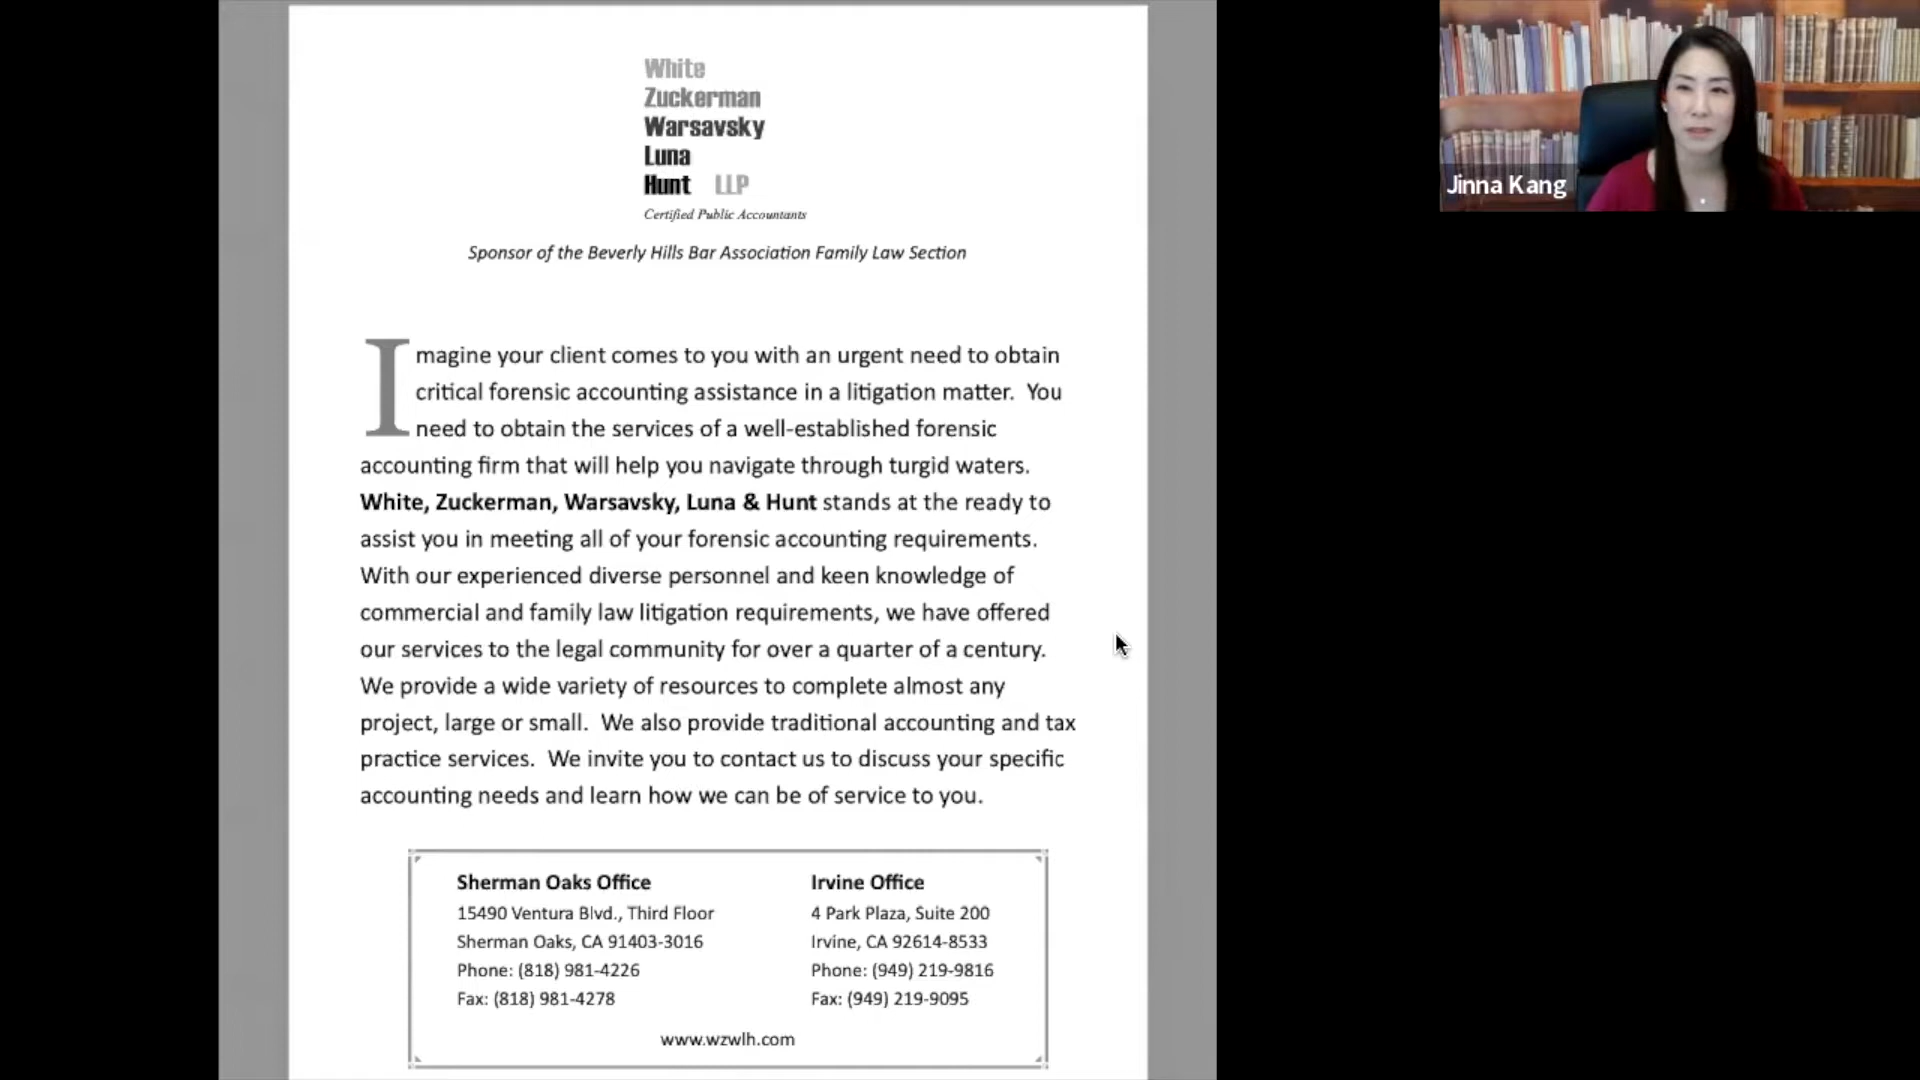 White
Zuckerman
Warsavsky
Luna
Hunt LLP
Certified Public Accountants
Sponsor of the Beverly Hills Bar Association Family Law Section
Imagine your client comes to you with an urgent need to obtain
critical forensic accounting assistance in a litigation matter.  You
need to obtain the services of a well-established forensic
accounting firm that will help you navigate through turgid waters.
White, Zuckerman, Warsavsky, Luna & Hunt stands at the ready to
assist you in meeting all of your forensic accounting requirements.
With our experienced diverse personnel and keen knowledge of
commercial and family law litigation requirements, we have offered
our services to the legal community for over a quarter of a century.
We provide a wide variety of resources to complete almost any
project, large or small.  We also provide traditional accounting and tax
practice services.  We invite you to contact us to discuss your specific
accounting needs and learn how we can be of service to you.
Sherman Oaks Office
15490 Ventura Blvd., Third Floor
Sherman Oaks, CA 91403-3016
Phone: (818) 981-4226
Fax: (818) 981-4278
Irvine Office
4 Park Plaza, Suite 200
Irvine, CA 92614-8533
Phone: (949) 219-9816
Fax: (949) 219-9095
www.wzwlh.com
Jinna Kang